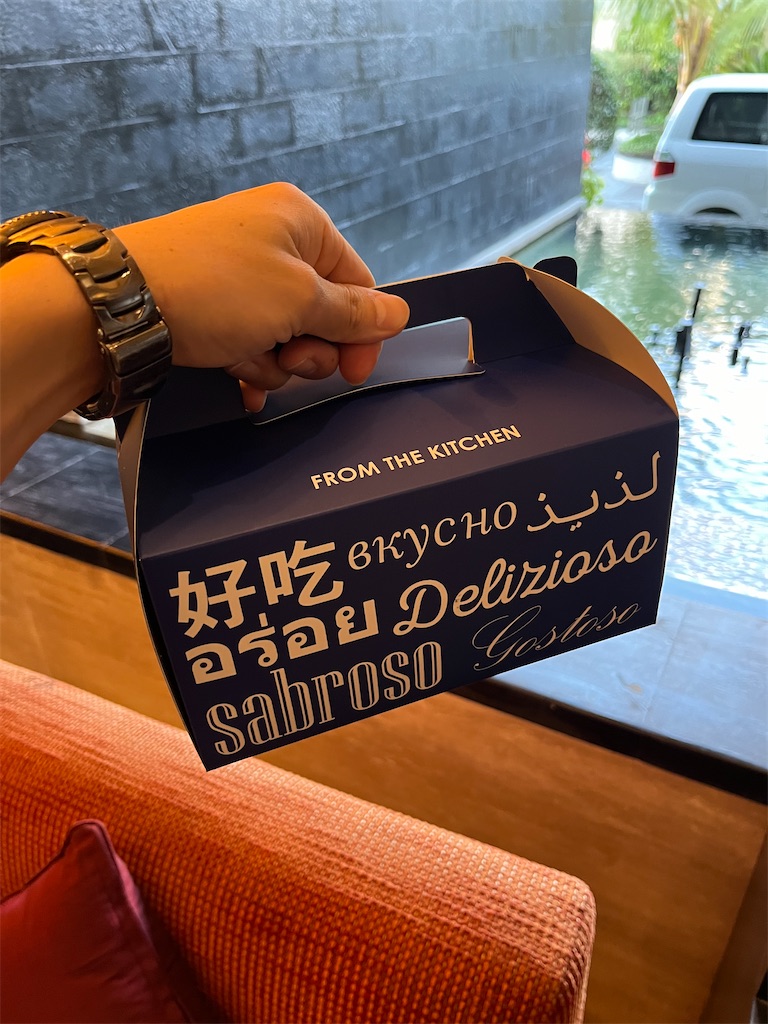 FROM THE KITCHEN
好吃 вкусно لذيذ
อร่อย Delizioso
sabroso Gostoso